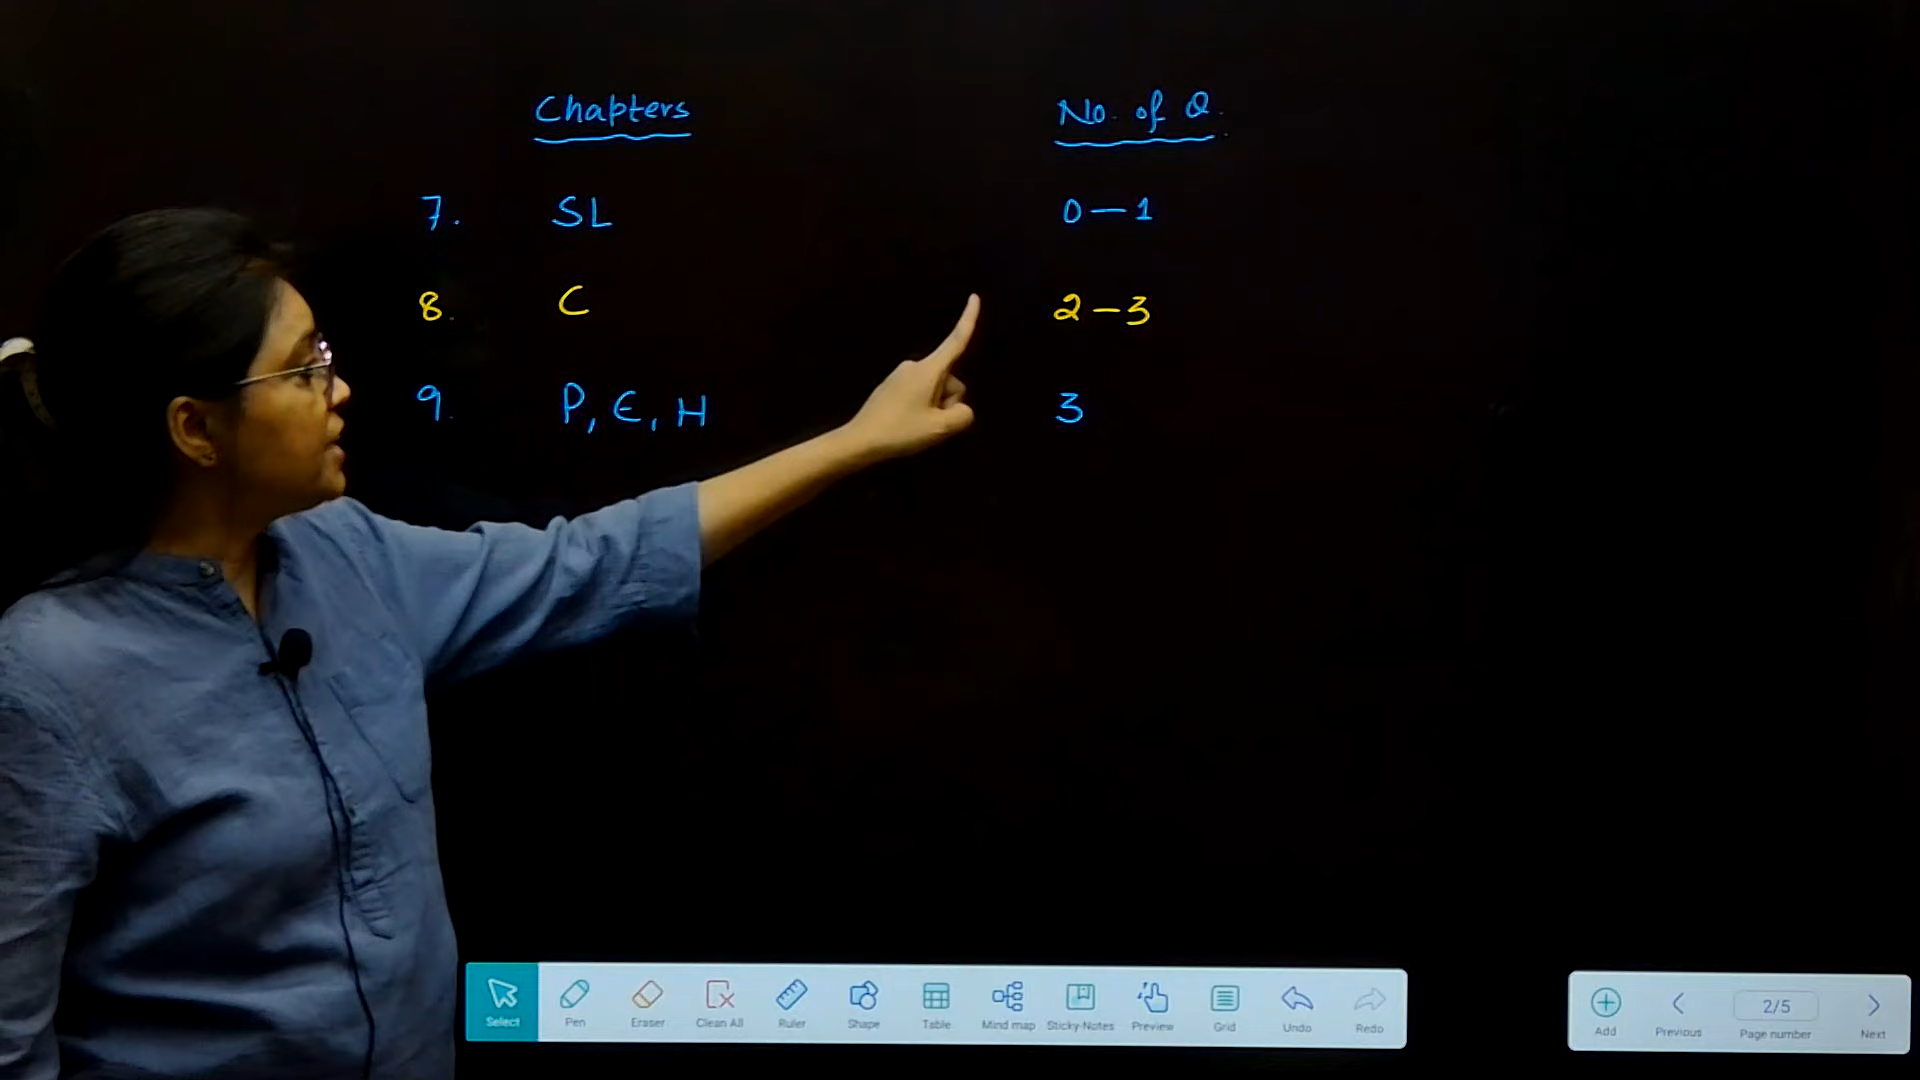 Chapters No. of Q.
7. SL 0-1
8. C 2-3
9. P, E, H 3
Select Pen Eraser Clean All Ruler Shape Table Mind map Sticky-Notes Preview Grid Undo Redo
Add Previous 2/5 Page number Next